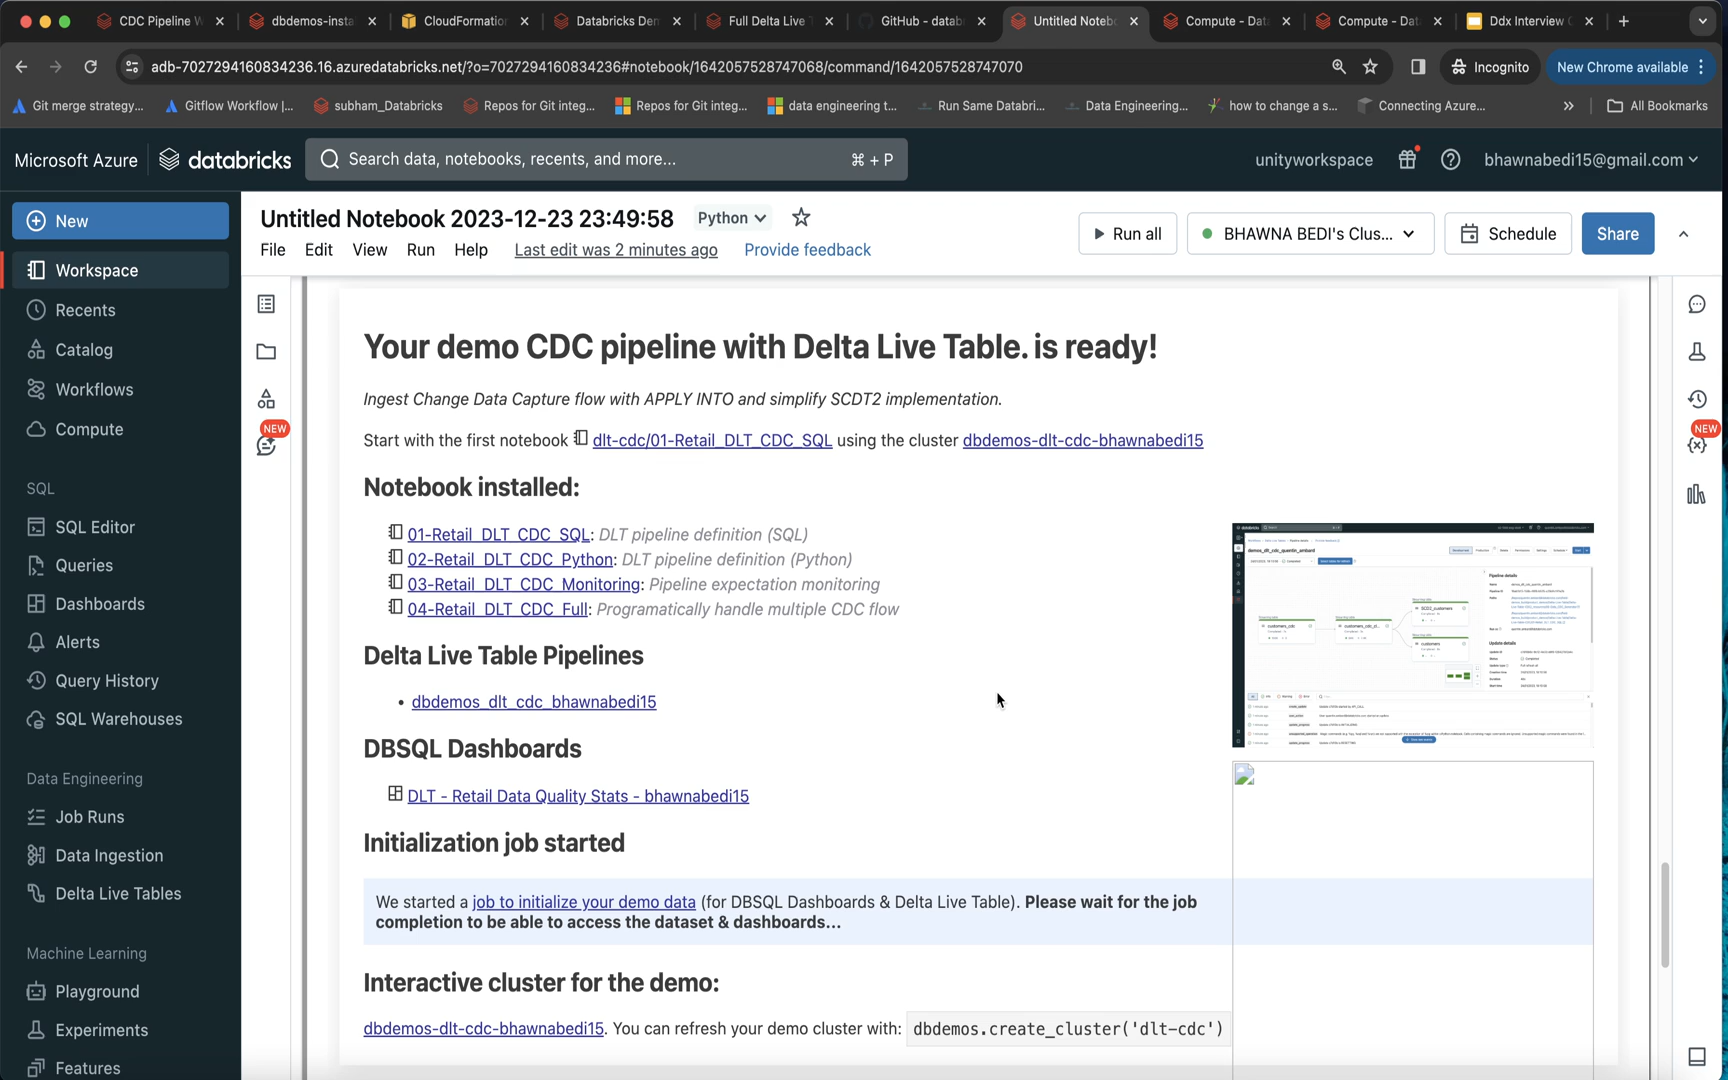 CDC Pipeline W
dbdemos-insta
CloudFormatio
Databricks Den
Full Delta Live T
GitHub - datab
Untitled Noteb
Compute - Dat
Compute - Dat
Ddx Interview
adb-7027294160834236.16.azuredatabricks.net/?o=7027294160834236#notebook/1642057528747068/command/1642057528747070
Incognito
New Chrome available
Git merge strategy...
Gitflow Workflow |...
subham_Databricks
Repos for Git integ...
Repos for Git integ...
data engineering t...
Run Same Databri...
Data Engineering...
how to change a s...
Connecting Azure...
»
All Bookmarks
Microsoft Azure
databricks
Search data, notebooks, recents, and more...
⌘ + P
unityworkspace
bhawnabedi15@gmail.com
New
Workspace
Recents
Catalog
Workflows
Compute
SQL
SQL Editor
Queries
Dashboards
Alerts
Query History
SQL Warehouses
Data Engineering
Job Runs
Data Ingestion
Delta Live Tables
Machine Learning
Playground
Experiments
Features
Untitled Notebook 2023-12-23 23:49:58
Python
File Edit View Run Help Last edit was 2 minutes ago Provide feedback
Run all
BHAWNA BEDI's Clus...
Schedule
Share
NEW
NEW
Your demo CDC pipeline with Delta Live Table. is ready!
Ingest Change Data Capture flow with APPLY INTO and simplify SCDT2 implementation.
Start with the first notebook dlt-cdc/01-Retail_DLT_CDC_SQL using the cluster dbdemos-dlt-cdc-bhawnabedi15
Notebook installed:
01-Retail_DLT_CDC_SQL: DLT pipeline definition (SQL)
02-Retail_DLT_CDC_Python: DLT pipeline definition (Python)
03-Retail_DLT_CDC_Monitoring: Pipeline expectation monitoring
04-Retail_DLT_CDC_Full: Programatically handle multiple CDC flow
Delta Live Table Pipelines
• dbdemos_dlt_cdc_bhawnabedi15
DBSQL Dashboards
DLT - Retail Data Quality Stats - bhawnabedi15
Initialization job started
We started a job to initialize your demo data (for DBSQL Dashboards & Delta Live Table). Please wait for the job
completion to be able to access the dataset & dashboards...
Interactive cluster for the demo:
dbdemos-dlt-cdc-bhawnabedi15. You can refresh your demo cluster with: dbdemos.create_cluster('dlt-cdc')